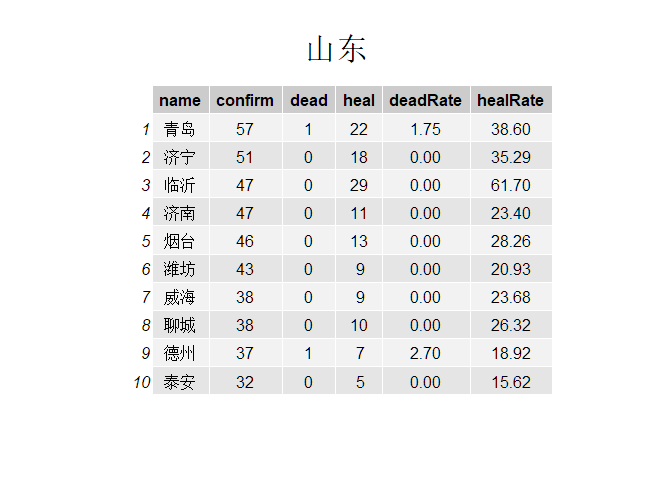 山东
name confirm dead heal deadRate healRate
1 青岛 57 1 22 1.75 38.60
2 济宁 51 0 18 0.00 35.29
3 临沂 47 0 29 0.00 61.70
4 济南 47 0 11 0.00 23.40
5 烟台 46 0 13 0.00 28.26
6 潍坊 43 0 9 0.00 20.93
7 威海 38 0 9 0.00 23.68
8 聊城 38 0 10 0.00 26.32
9 德州 37 1 7 2.70 18.92
10 泰安 32 0 5 0.00 15.62